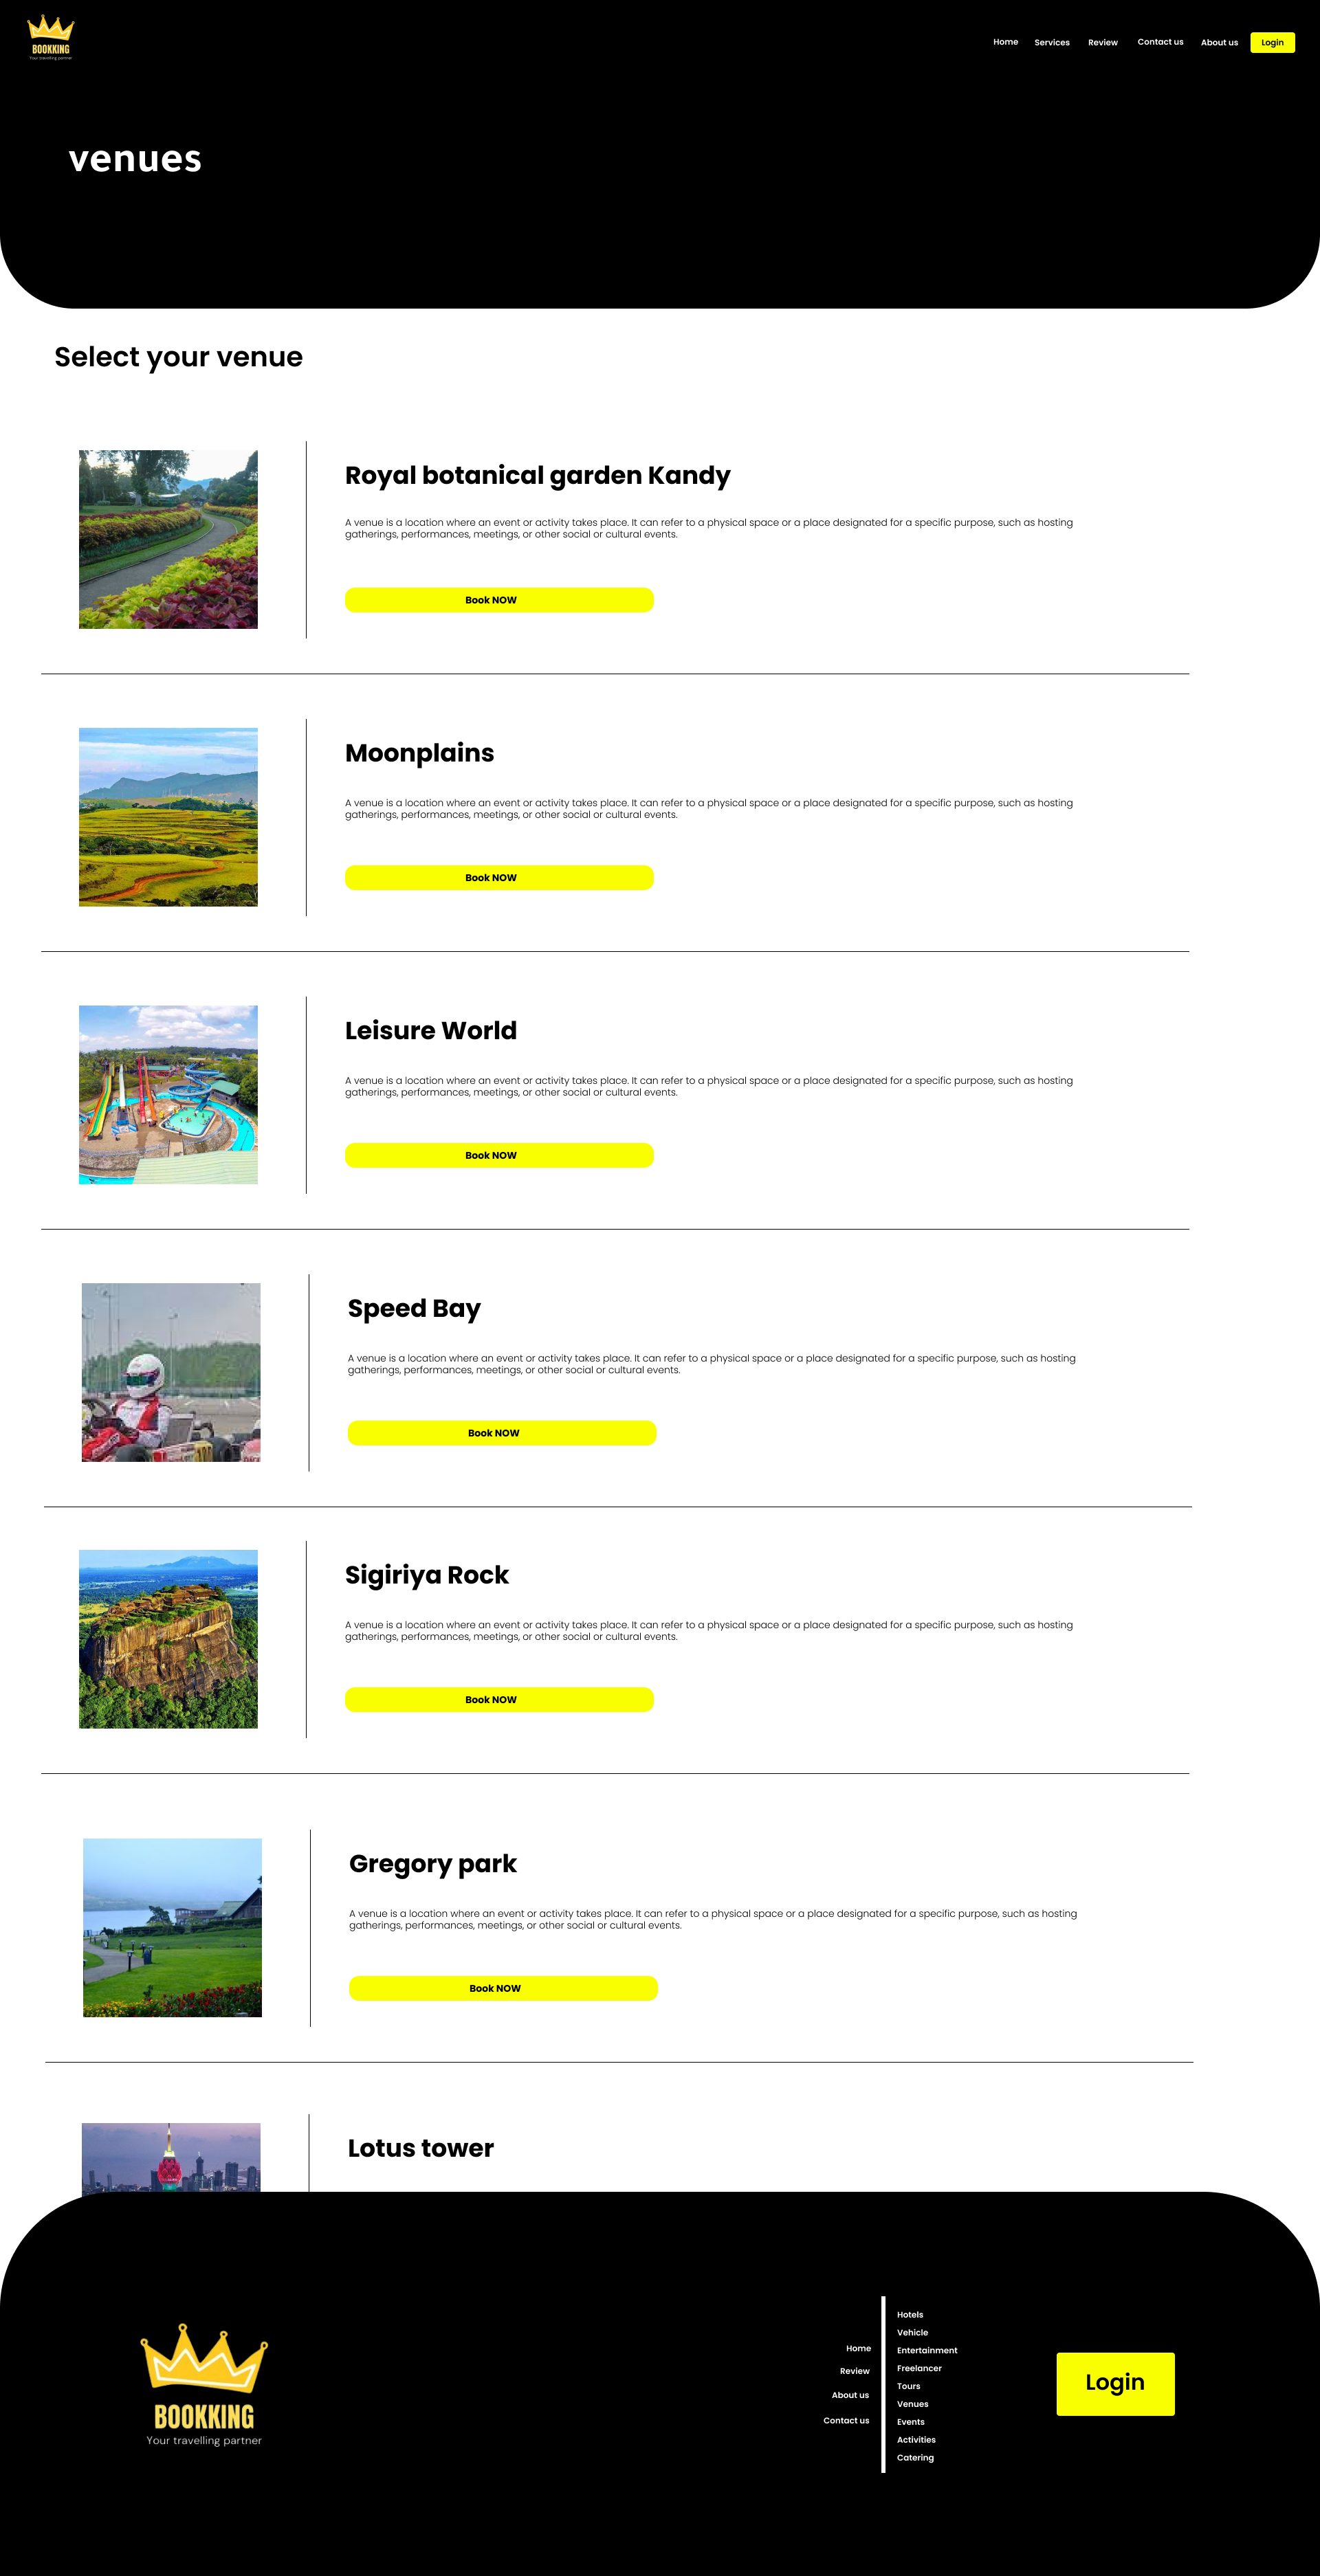 BOOKKING
Your travelling partner
Home
Services
Review
Contact us
About us
Login
venues
Select your venue
Royal botanical garden Kandy
A venue is a location where an event or activity takes place. It can refer to a physical space or a place designated for a specific purpose, such as hosting
gatherings, performances, meetings, or other social or cultural events.
Book NOW
Moonplains
A venue is a location where an event or activity takes place. It can refer to a physical space or a place designated for a specific purpose, such as hosting
gatherings, performances, meetings, or other social or cultural events.
Book NOW
Leisure World
A venue is a location where an event or activity takes place. It can refer to a physical space or a place designated for a specific purpose, such as hosting
gatherings, performances, meetings, or other social or cultural events.
Book NOW
Speed Bay
A venue is a location where an event or activity takes place. It can refer to a physical space or a place designated for a specific purpose, such as hosting
gatherings, performances, meetings, or other social or cultural events.
Book NOW
Sigiriya Rock
A venue is a location where an event or activity takes place. It can refer to a physical space or a place designated for a specific purpose, such as hosting
gatherings, performances, meetings, or other social or cultural events.
Book NOW
Gregory park
A venue is a location where an event or activity takes place. It can refer to a physical space or a place designated for a specific purpose, such as hosting
gatherings, performances, meetings, or other social or cultural events.
Book NOW
Lotus tower
BOOKKING
Your travelling partner
Home
Review
About us
Contact us
Hotels
Vehicle
Entertainment
Freelancer
Tours
Venues
Events
Activities
Catering
Login